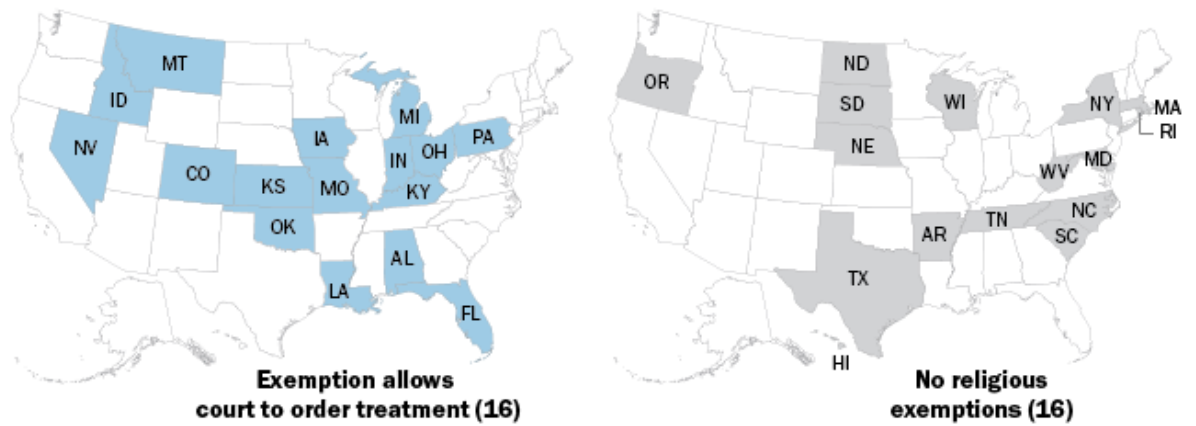 MT
ID
NV
CO
KS
OK
IA
MO
MI
IN
OH
PA
KY
AL
LA
FL
Exemption allows
court to order treatment (16)
OR
ND
SD
NE
WI
NY
MA
RI
MD
WV
NC
TN
SC
AR
TX
HI
No religious
exemptions (16)